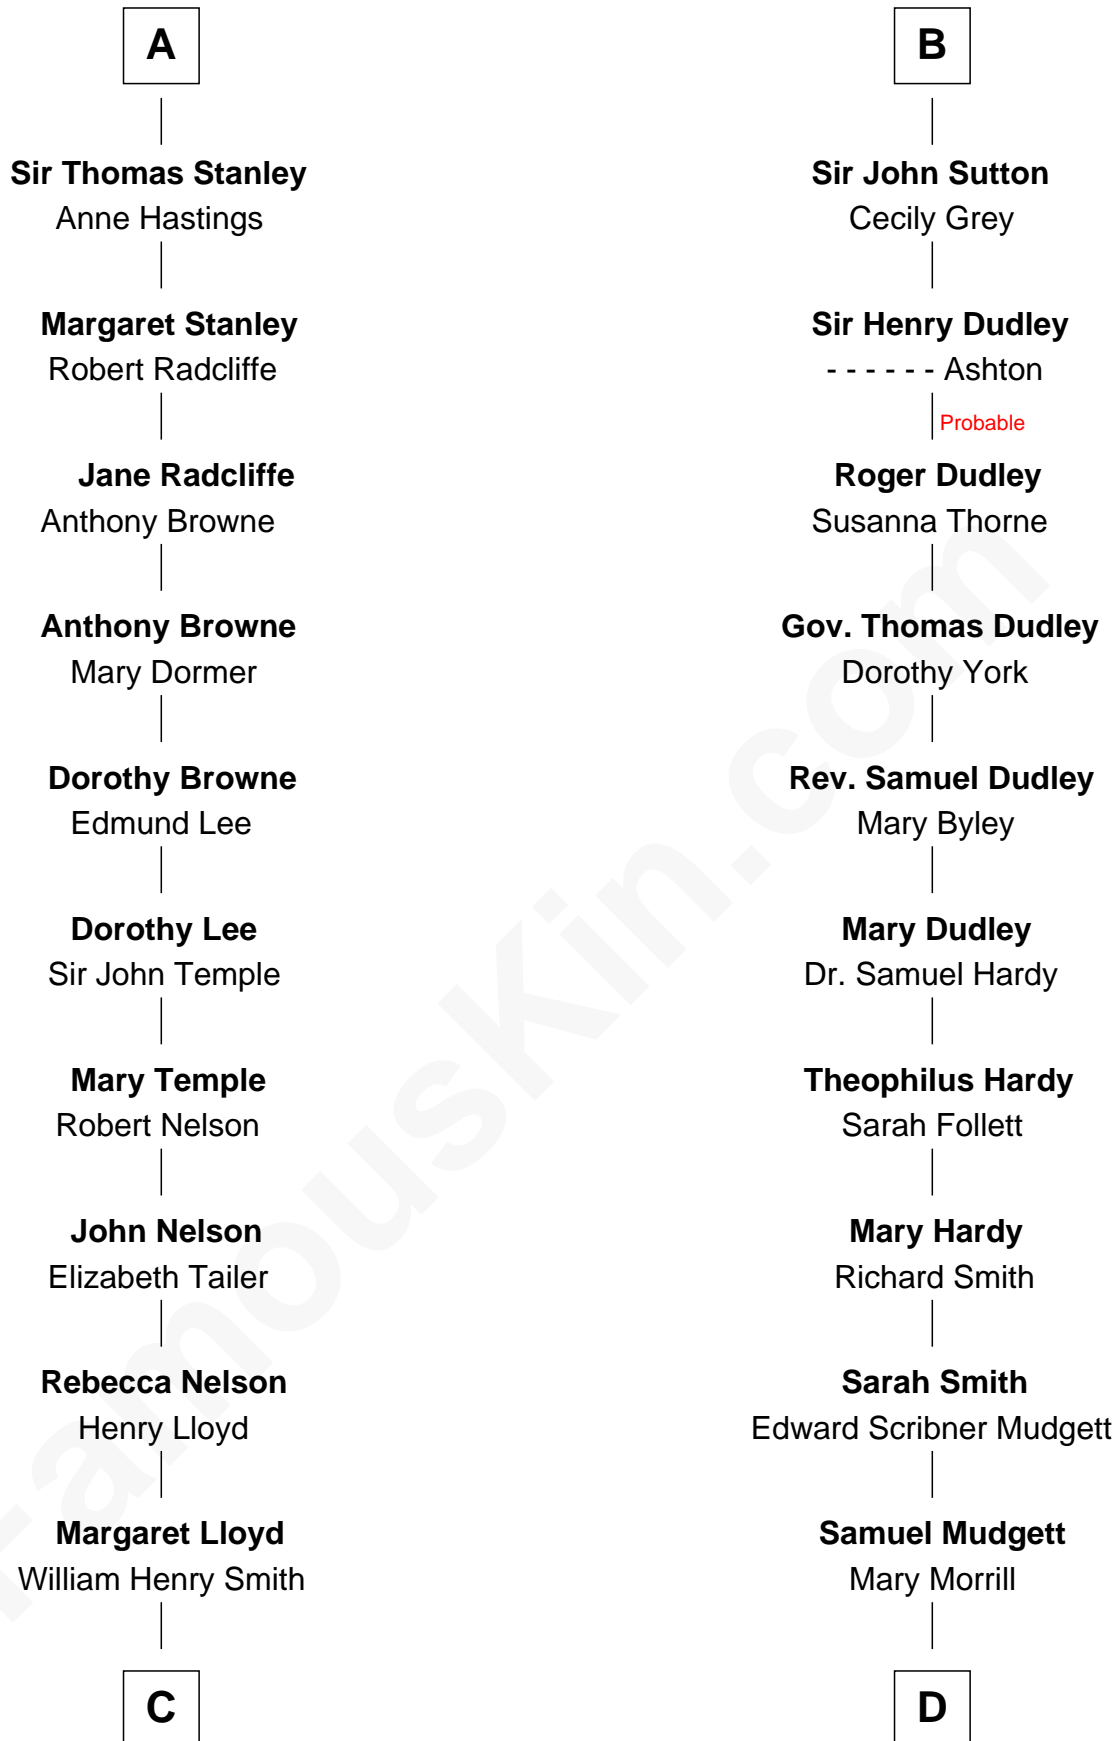 A
Sir Thomas Stanley
Anne Hastings
Margaret Stanley
Robert Radcliffe
Jane Radcliffe
Anthony Browne
Anthony Browne
Mary Dormer
Dorothy Browne
Edmund Lee
Dorothy Lee
Sir John Temple
Mary Temple
Robert Nelson
John Nelson
Elizabeth Tailer
Rebecca Nelson
Henry Lloyd
Margaret Lloyd
William Henry Smith
C
B
Sir John Sutton
Cecily Grey
Sir Henry Dudley
- - - - - - Ashton
Probable
Roger Dudley
Susanna Thorne
Gov. Thomas Dudley
Dorothy York
Rev. Samuel Dudley
Mary Byley
Mary Dudley
Dr. Samuel Hardy
Theophilus Hardy
Sarah Follett
Mary Hardy
Richard Smith
Sarah Smith
Edward Scribner Mudgett
Samuel Mudgett
Mary Morrill
D
FamousKin.com